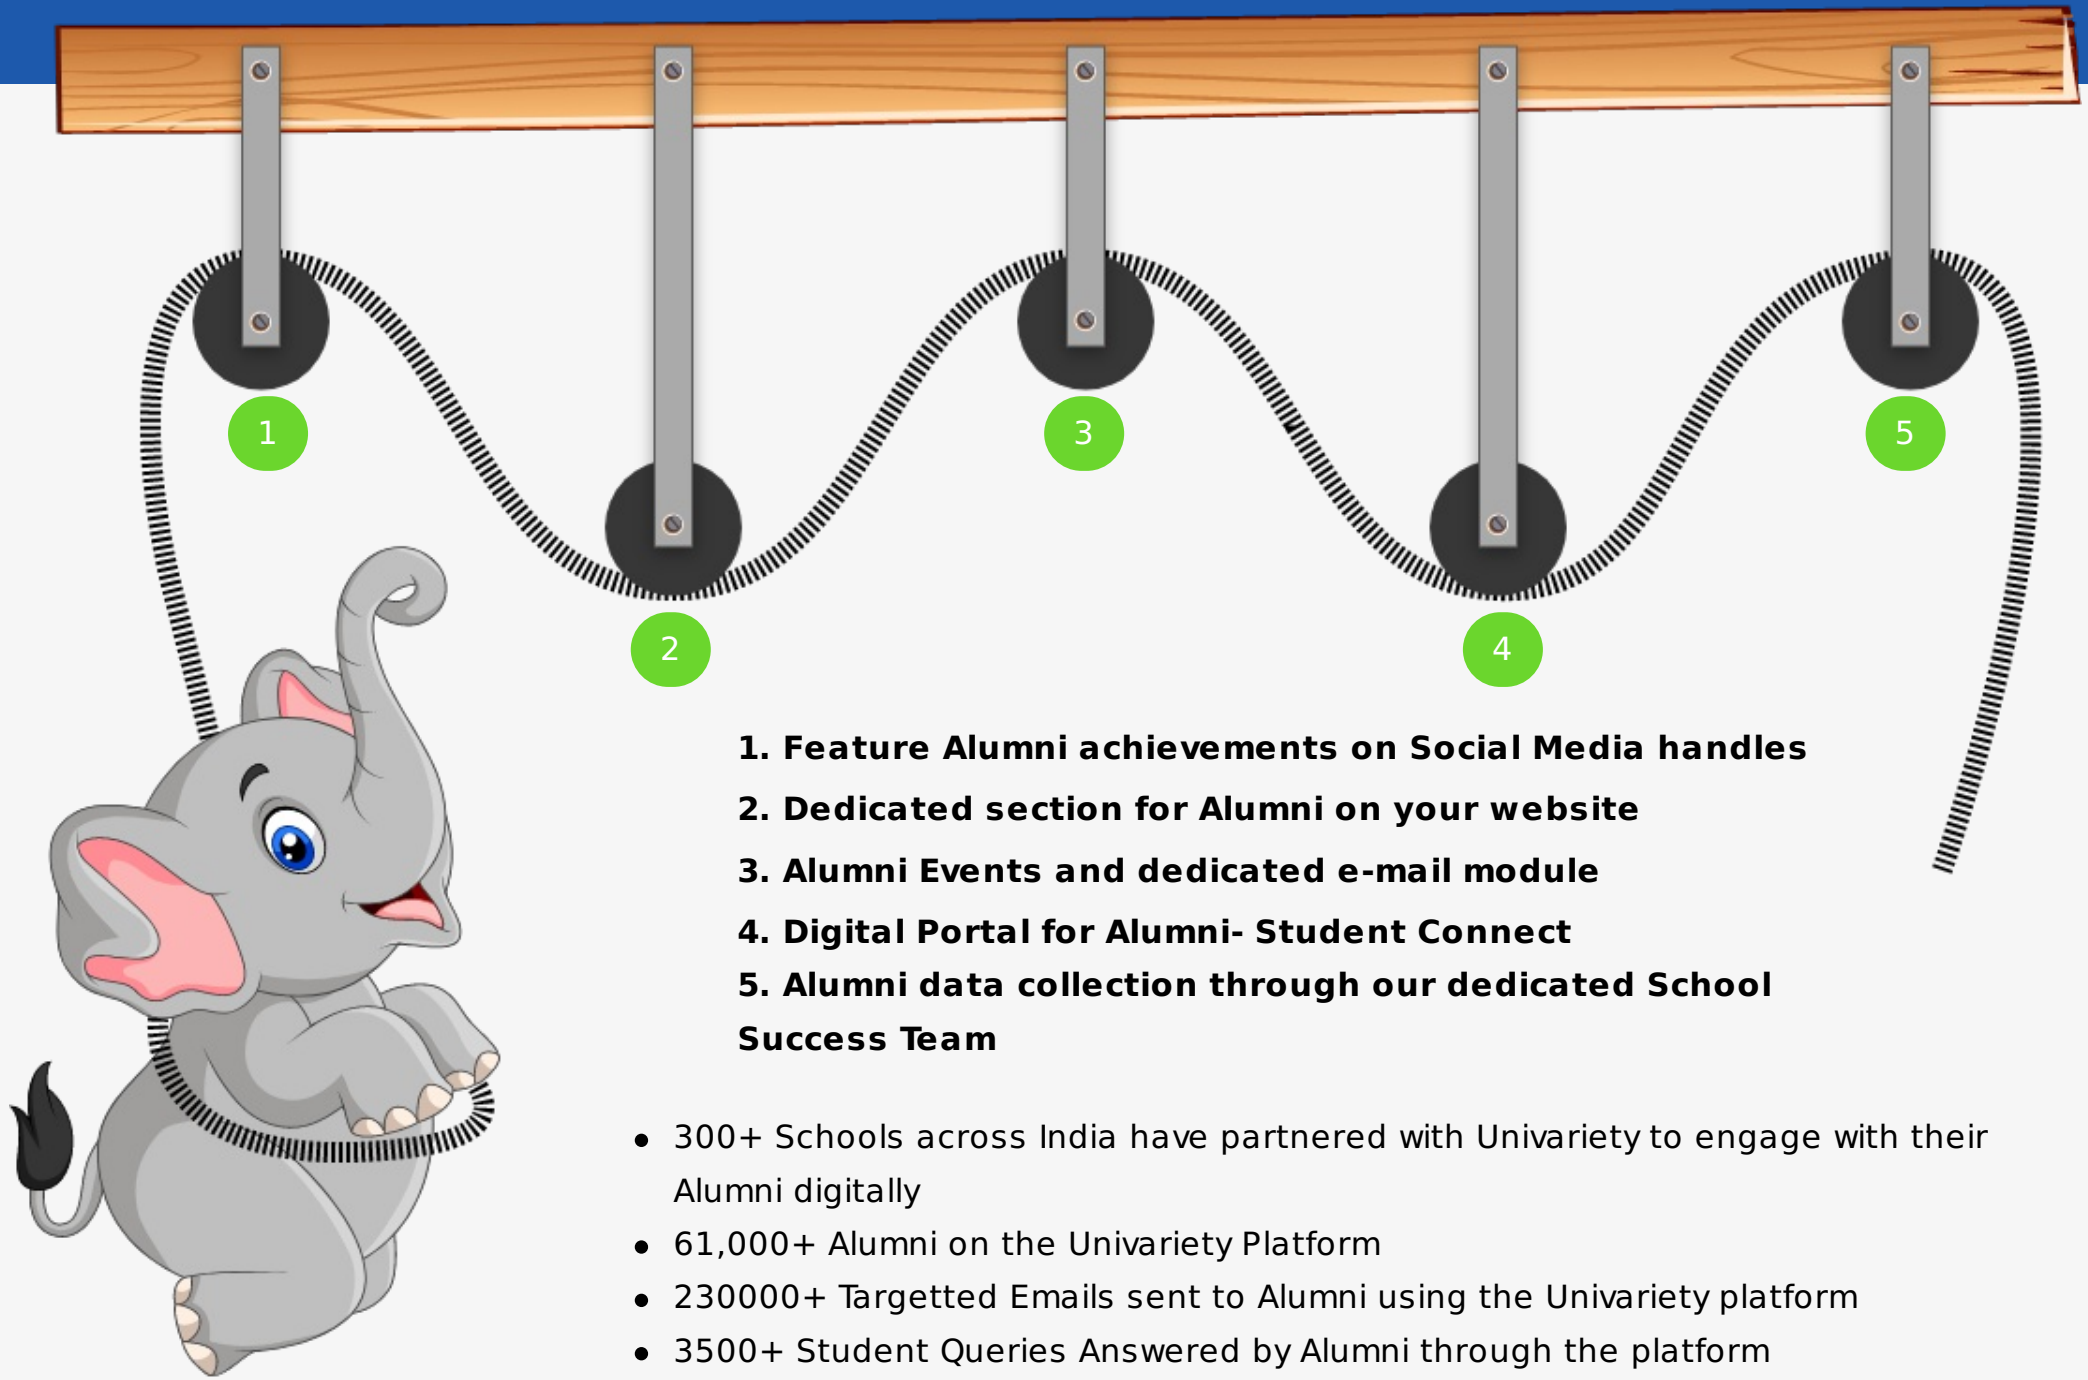 1
3
5
2
4
1. Feature Alumni achievements on Social Media handles
2. Dedicated section for Alumni on your website
3. Alumni Events and dedicated e-mail module
4. Digital Portal for Alumni- Student Connect
5. Alumni data collection through our dedicated School
Success Team
• 300+ Schools across India have partnered with Univariety to engage with their
Alumni digitally
• 61,000+ Alumni on the Univariety Platform
• 230000+ Targetted Emails sent to Alumni using the Univariety platform
• 3500+ Student Queries Answered by Alumni through the platform